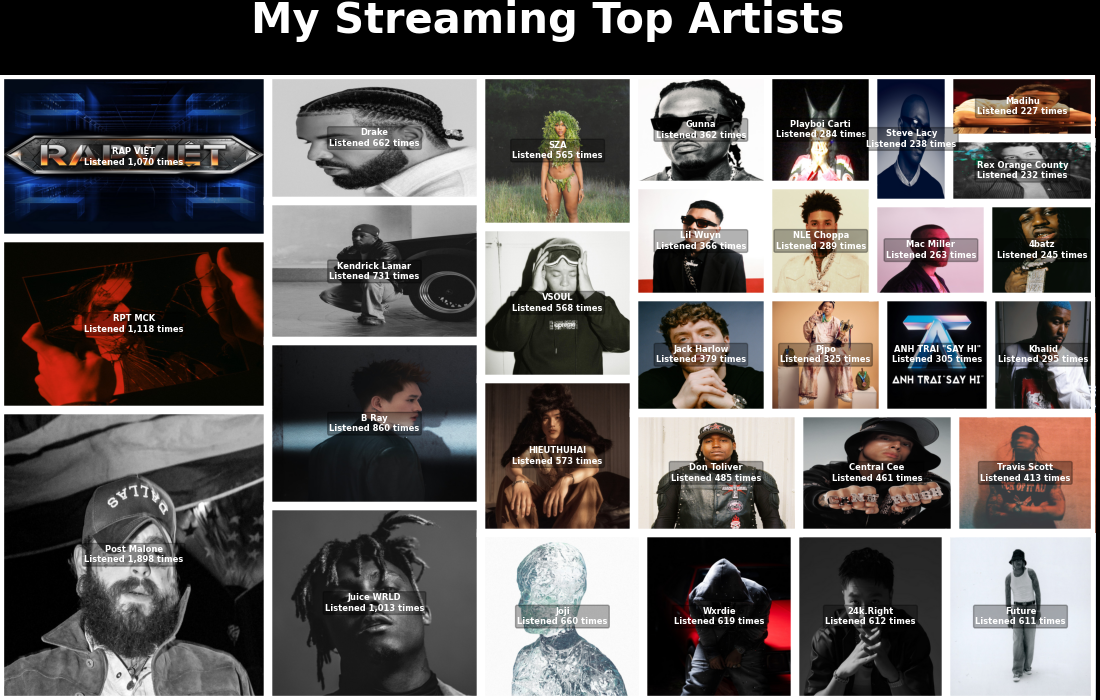 My Streaming Top Artists
RAP VIỆT
RAP VIỆT
Listened 1,070 times
RPT MCK
Listened 1,118 times
DALLAS
Post Malone
Listened 1,898 times
Drake
Listened 662 times
Kendrick Lamar
Listened 731 times
B Ray
Listened 860 times
Juice WRLD
Listened 1,013 times
SZA
Listened 565 times
VSOUL
Listened 568 times
HIEUTHUHAI
Listened 573 times
Joji
Listened 660 times
Wxrdie
Listened 619 times
24k.Right
Listened 612 times
Future
Listened 611 times
Don Toliver
Listened 485 times
Central Cee
Listened 461 times
Travis Scott
Listened 413 times
Jack Harlow
Listened 379 times
Pjpo
Listened 325 times
ANH TRAI "SAY HI"
Listened 305 times
ANH TRAI "SAY HI"
Khalid
Listened 295 times
Lil Wuyn
Listened 366 times
NLE Choppa
Listened 289 times
Mac Miller
Listened 263 times
4batz
Listened 245 times
Gunna
Listened 362 times
Playboi Carti
Listened 284 times
Steve Lacy
Listened 238 times
Madihu
Listened 227 times
Rex Orange County
Listened 232 times